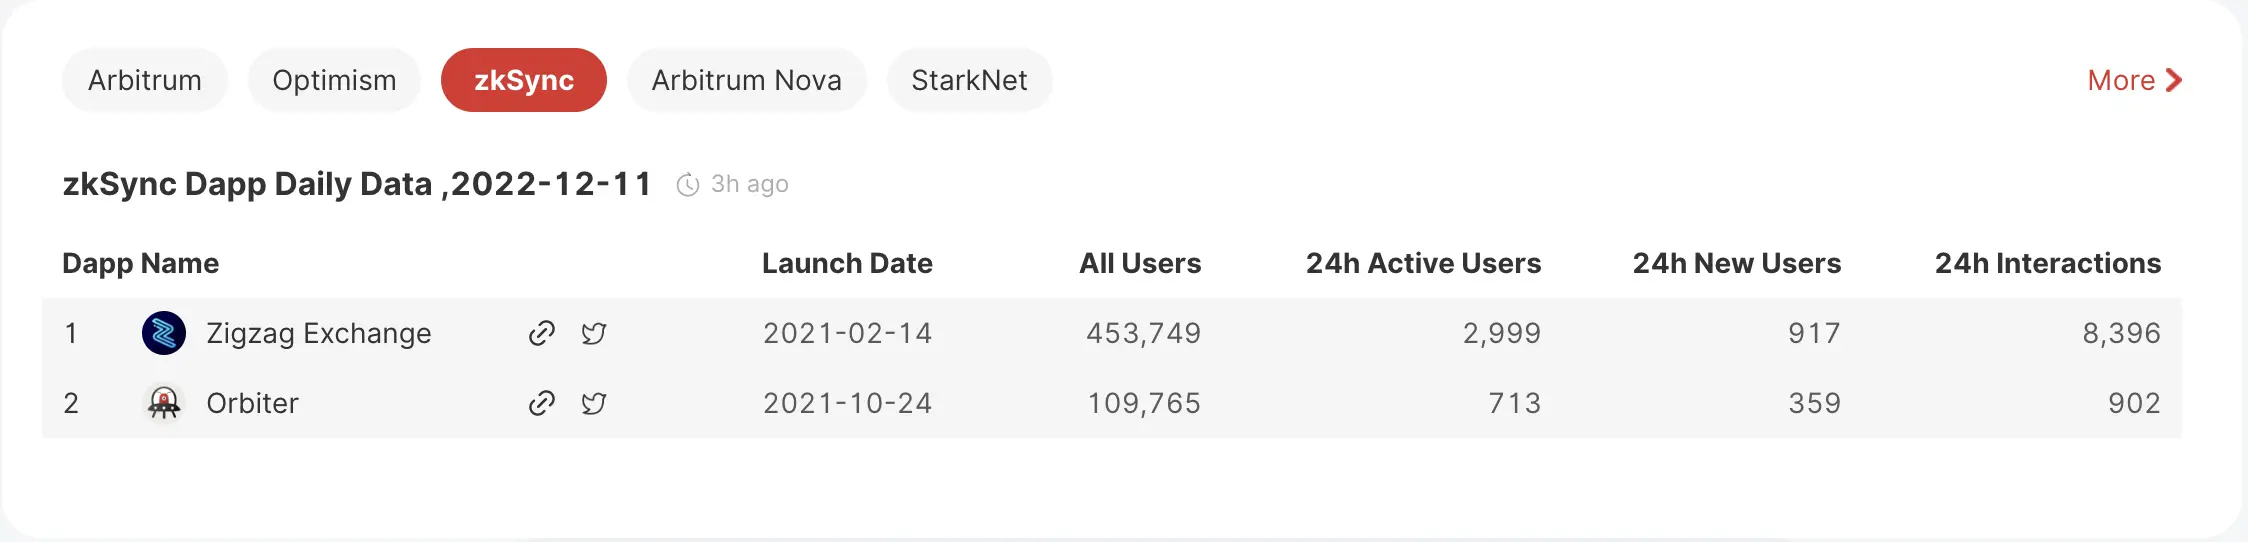 Arbitrum Optimism zkSync Arbitrum Nova StarkNet More
zkSync Dapp Daily Data ,2022-12-11 3h ago
Dapp Name Launch Date All Users 24h Active Users 24h New Users 24h Interactions
1 Zigzag Exchange 2021-02-14 453,749 2,999 917 8,396
2 Orbiter 2021-10-24 109,765 713 359 902